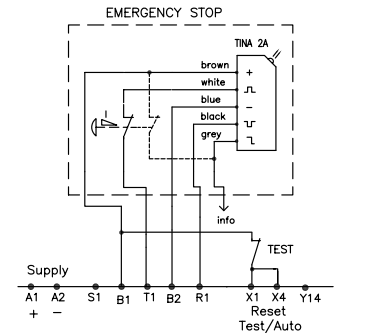 EMERGENCY STOP
TINA 2A
brown
+
white
blue
−
black
grey
info
TEST
Supply
A1 A2 S1 B1 T1 B2 R1 X1 X4 Y14
+ − Reset
Test/Auto